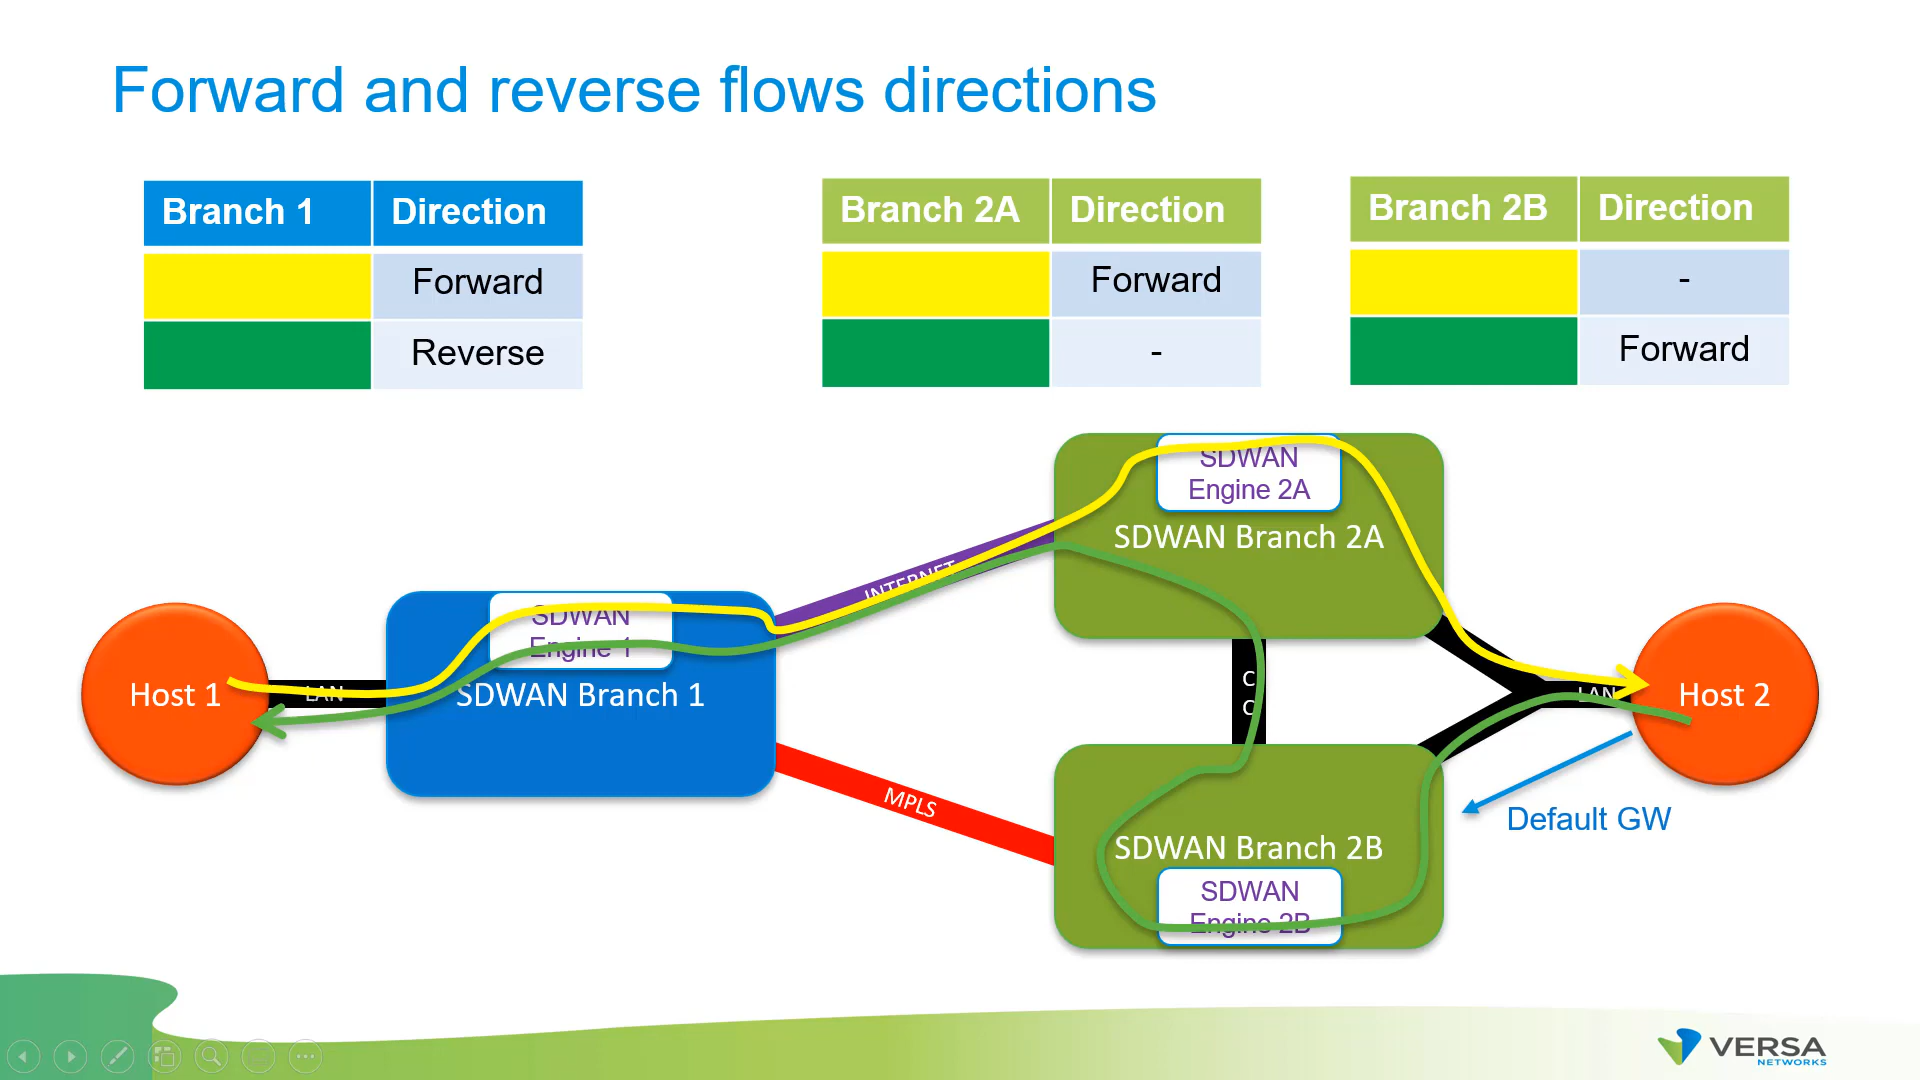 Forward and reverse flows directions
Branch 1 Direction
Forward
Reverse
Branch 2A Direction
Forward
-
Branch 2B Direction
-
Forward
SDWAN
Engine 2A
SDWAN Branch 2A
INTERNET
SDWAN
Engine 1
Host 1
LAN
SDWAN Branch 1
C
C
LAN
Host 2
MPLS
Default GW
SDWAN Branch 2B
SDWAN
Engine 2B
VERSA
NETWORKS